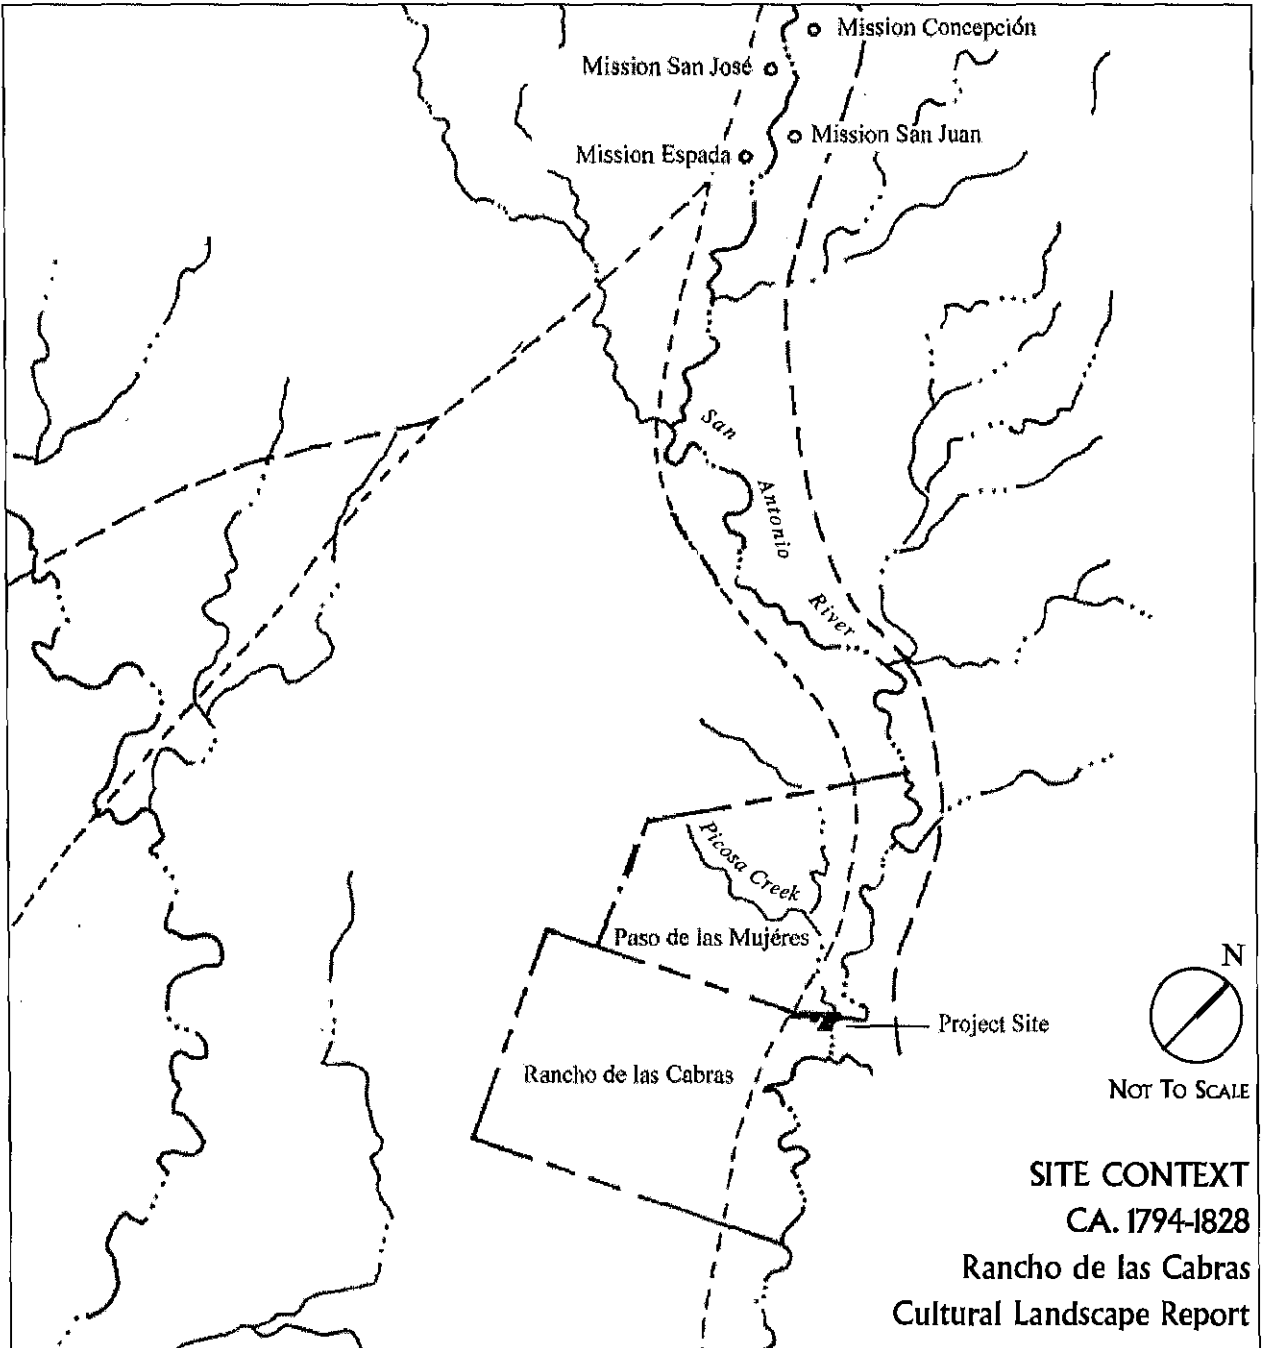 Mission Concepción
Mission San José
Mission San Juan
Mission Espada
San
Antonio
River
Picosa Creek
Paso de las Mujéres
N
Project Site
Rancho de las Cabras
NOT TO SCALE
SITE CONTEXT
CA. 1794-1828
Rancho de las Cabras
Cultural Landscape Report